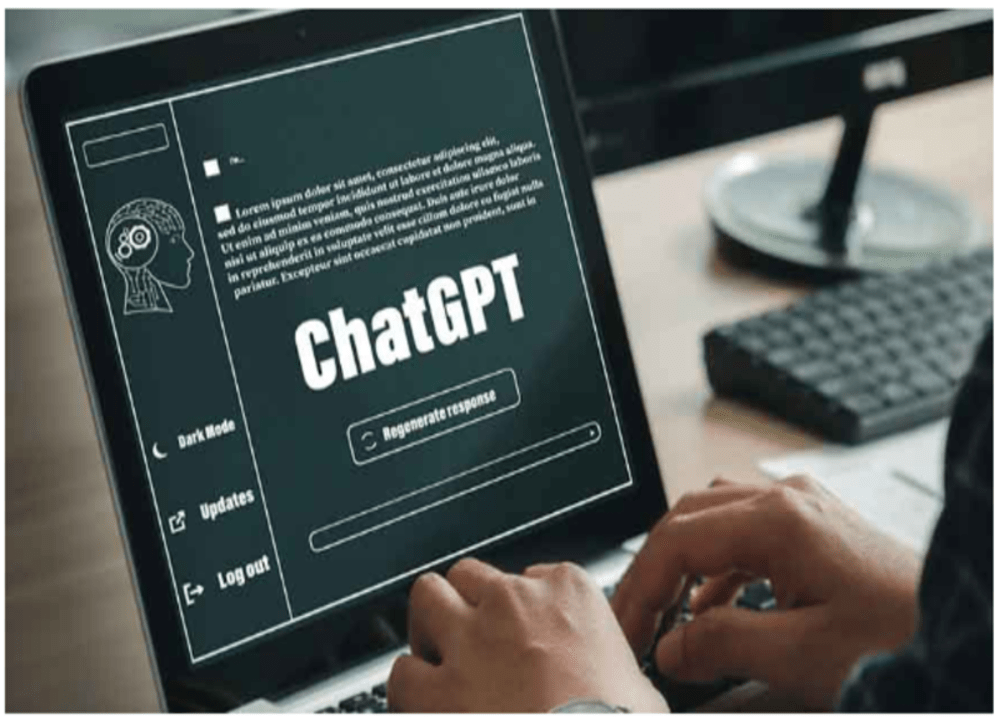 Lorem ipsum dolor sit amet, consectetur adipiscing elit,
sed do eiusmod tempor incididunt ut labore et dolore magna aliqua.
Ut enim ad minim veniam, quis nostrud exercitation ullamco laboris
nisi ut aliquip ex ea commodo consequat. Duis aute irure dolor
in reprehenderit in voluptate velit esse cillum dolore eu fugiat nulla
pariatur. Excepteur sint occaecat cupidatat non proident, sunt in
ChatGPT
Regenerate response
Dark Mode
Updates
Log out